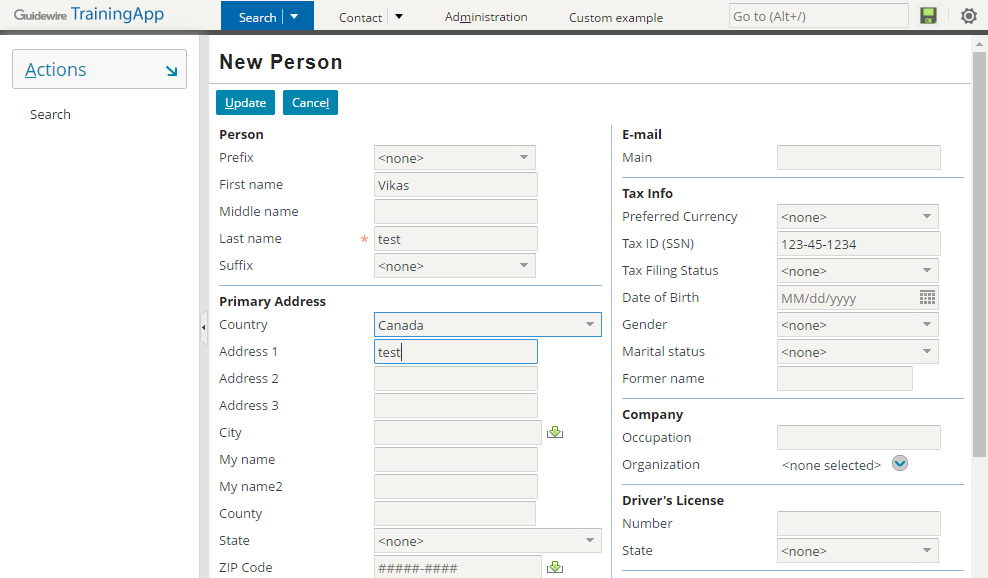 Guidewire TrainingApp
Search
Contact
Administration
Custom example
Go to (Alt+/)
Actions
Search
New Person
Update
Cancel
Person
Prefix
<none>
First name
Vikas
Middle name
Last name
* test
Suffix
<none>
Primary Address
Country
Canada
Address 1
test
Address 2
Address 3
City
My name
My name2
County
State
<none>
ZIP Code
#####-####
E-mail
Main
Tax Info
Preferred Currency
<none>
Tax ID (SSN)
123-45-1234
Tax Filing Status
<none>
Date of Birth
MM/dd/yyyy
Gender
<none>
Marital status
<none>
Former name
Company
Occupation
Organization
<none selected>
Driver's License
Number
State
<none>